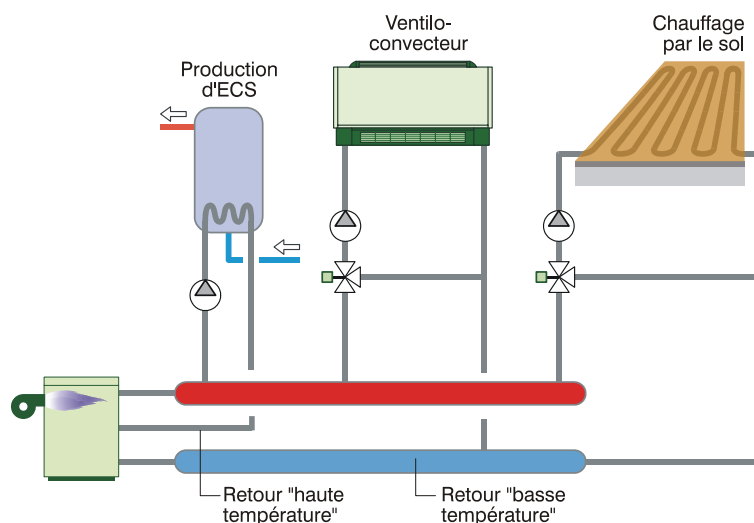 Ventilo-
convecteur
Chauffage
par le sol
Production
d'ECS
Retour "haute
température"
Retour "basse
température"